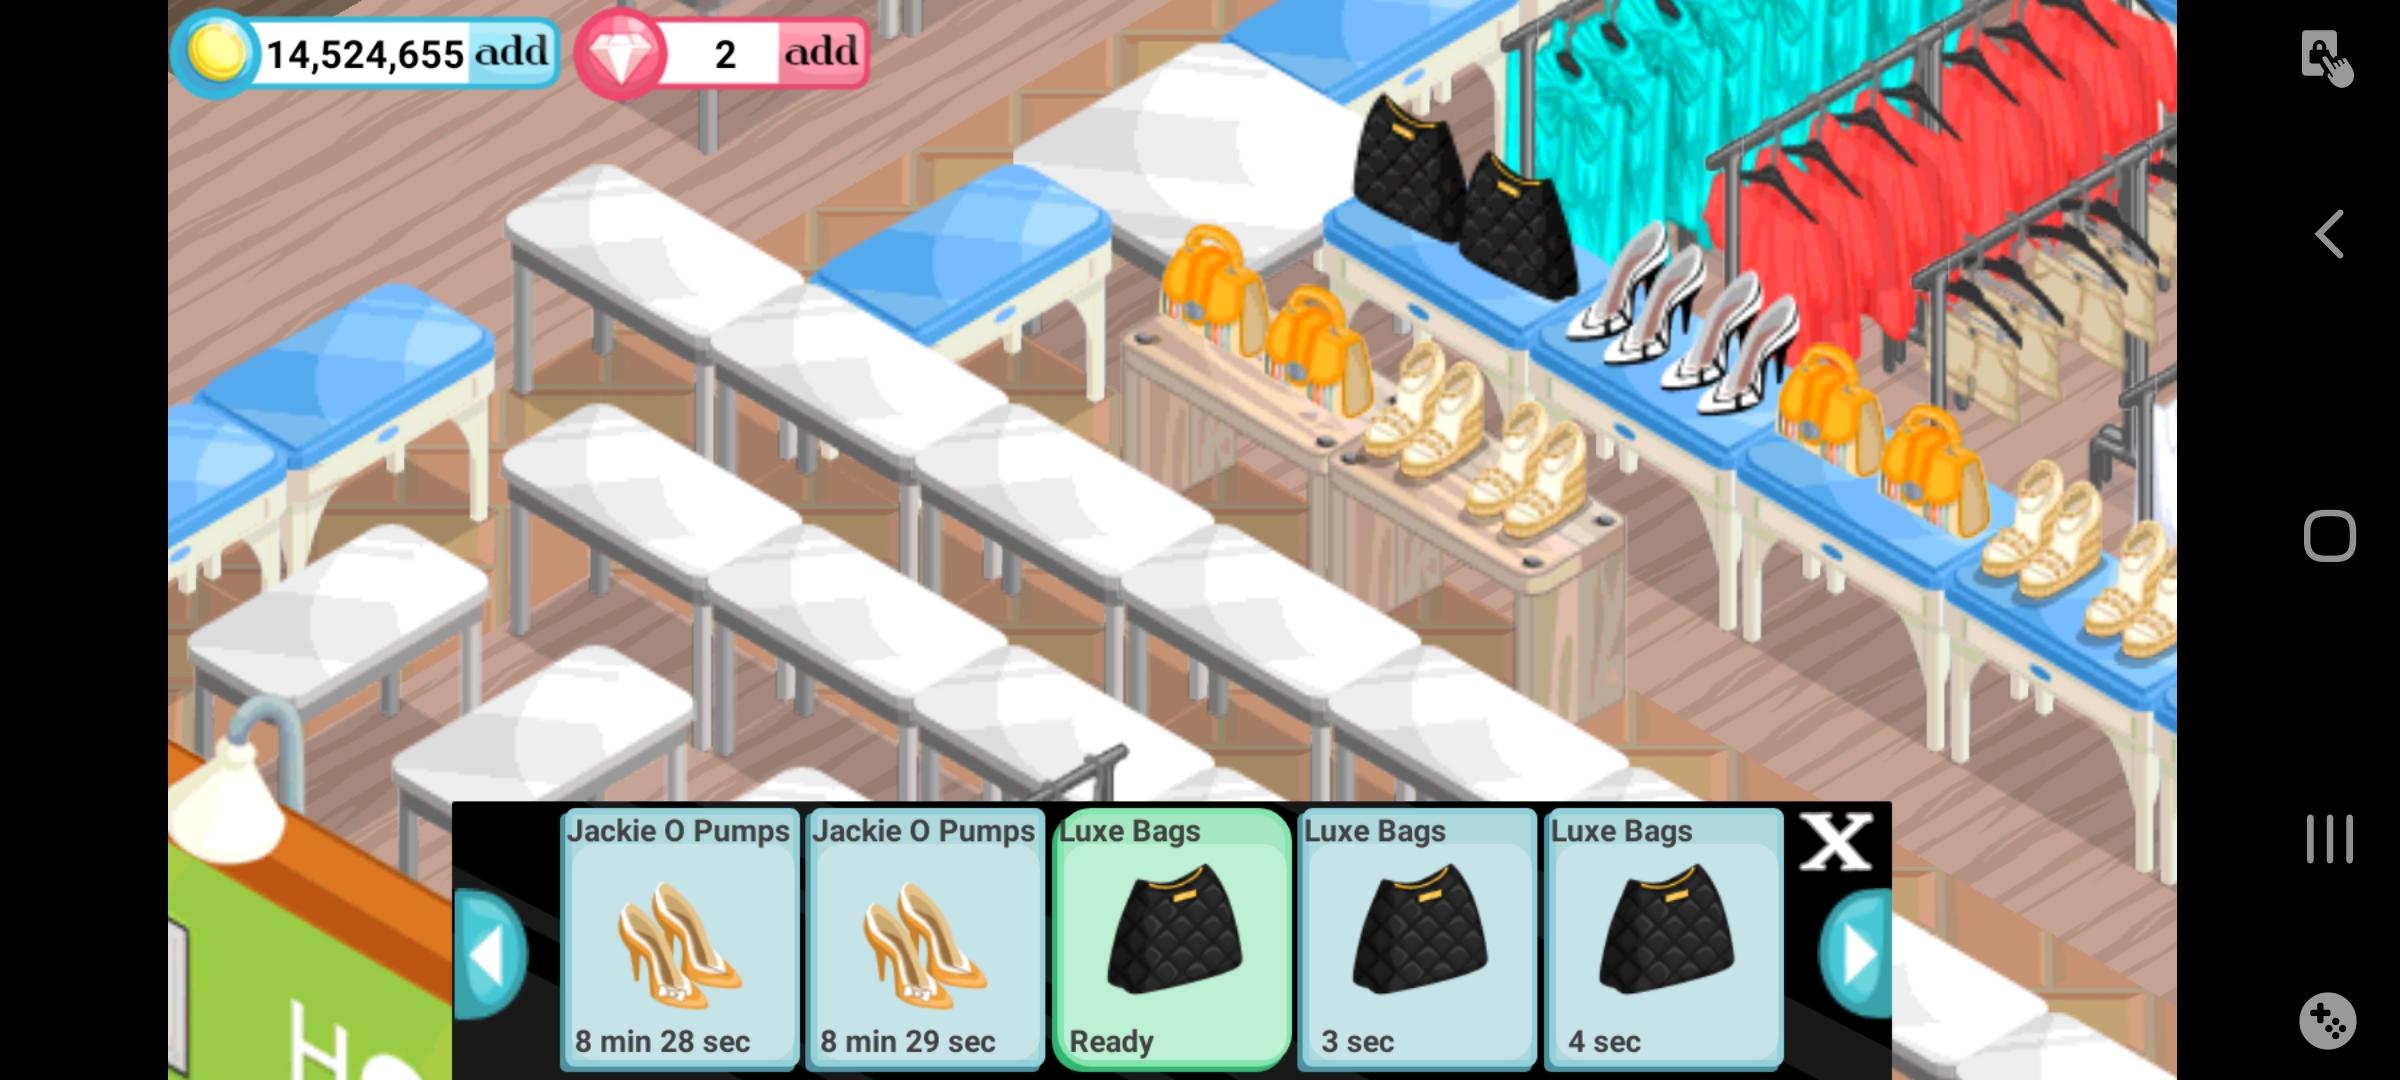 14,524,655 add
2 add
Jackie O Pumps
8 min 28 sec
Jackie O Pumps
8 min 29 sec
Luxe Bags
Ready
Luxe Bags
3 sec
Luxe Bags
4 sec
X